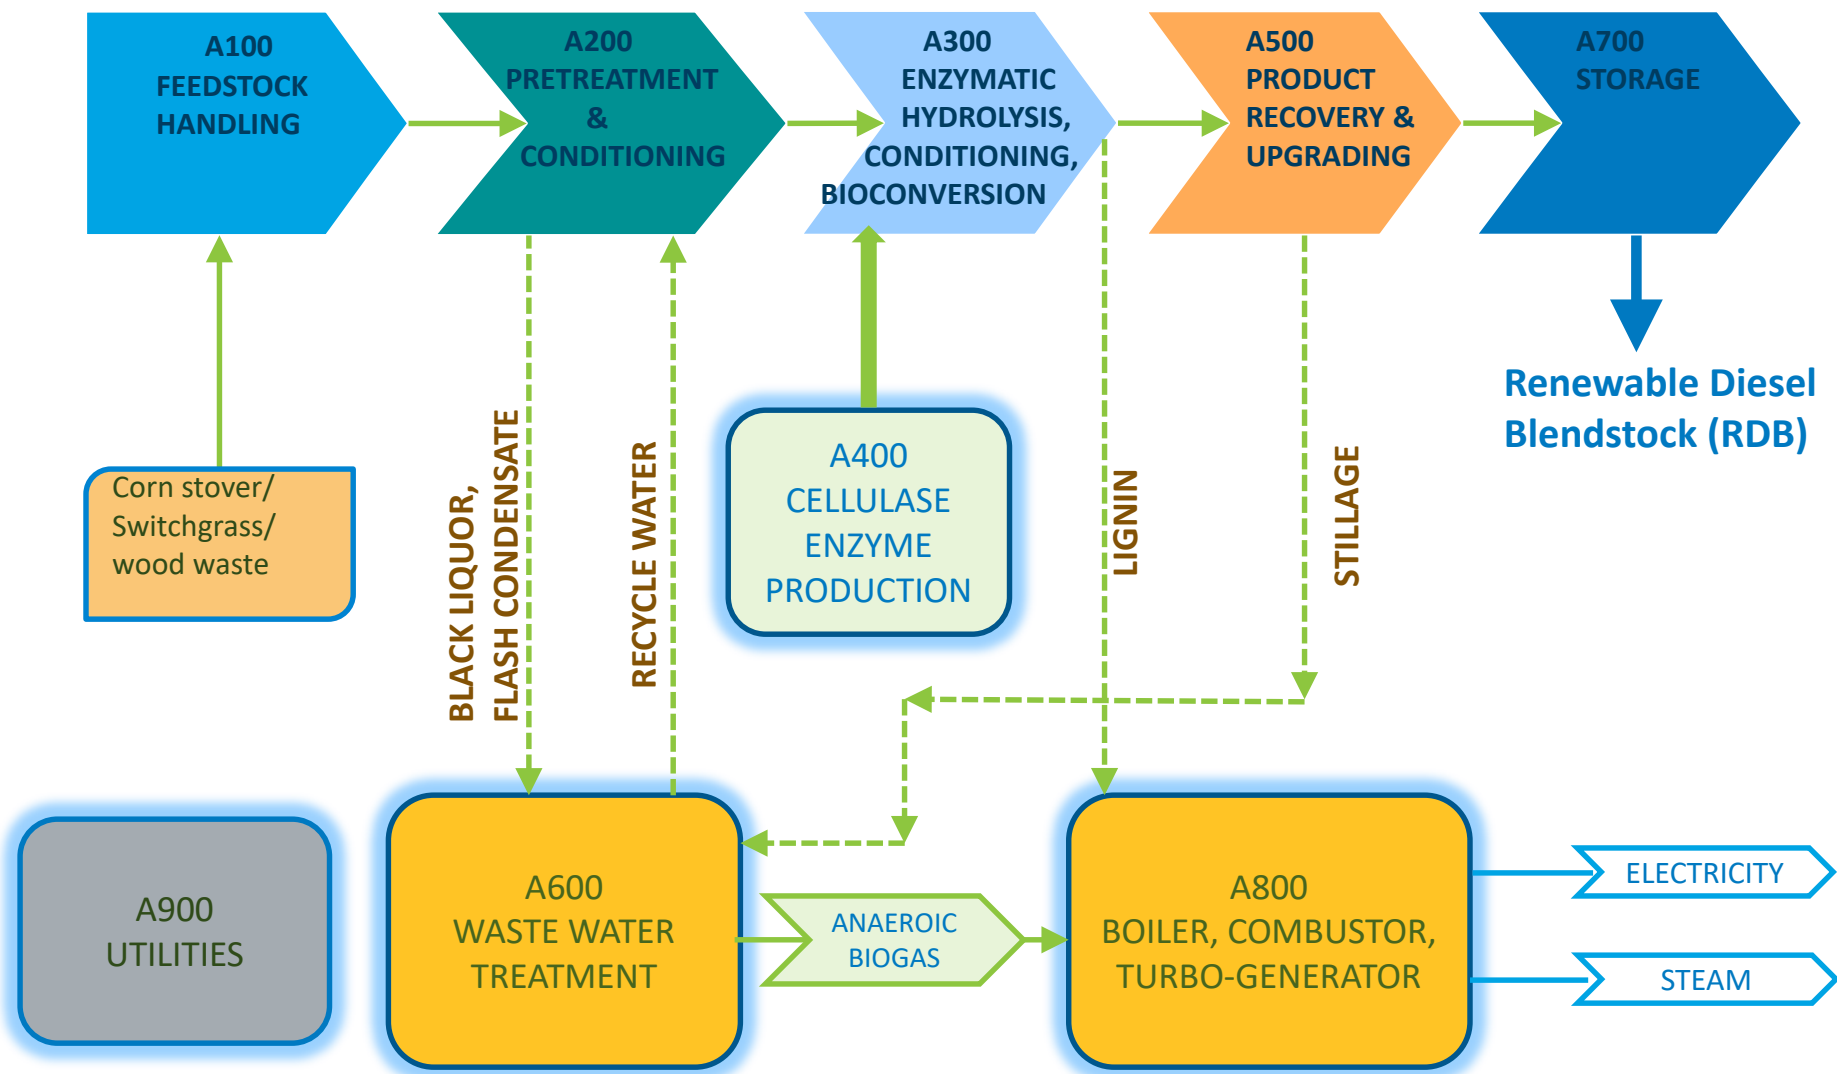 A100
FEEDSTOCK
HANDLING
A200
PRETREATMENT
&
CONDITIONING
A300
ENZYMATIC
HYDROLYSIS,
CONDITIONING,
BIOCONVERSION
A500
PRODUCT
RECOVERY &
UPGRADING
A700
STORAGE
Renewable Diesel
Blendstock (RDB)
Corn stover/
Switchgrass/
wood waste
BLACK LIQUOR,
FLASH CONDENSATE
RECYCLE WATER
A400
CELLULASE
ENZYME
PRODUCTION
LIGNIN
STILLAGE
A900
UTILITIES
A600
WASTE WATER
TREATMENT
ANAEROIC
BIOGAS
A800
BOILER, COMBUSTOR,
TURBO-GENERATOR
ELECTRICITY
STEAM